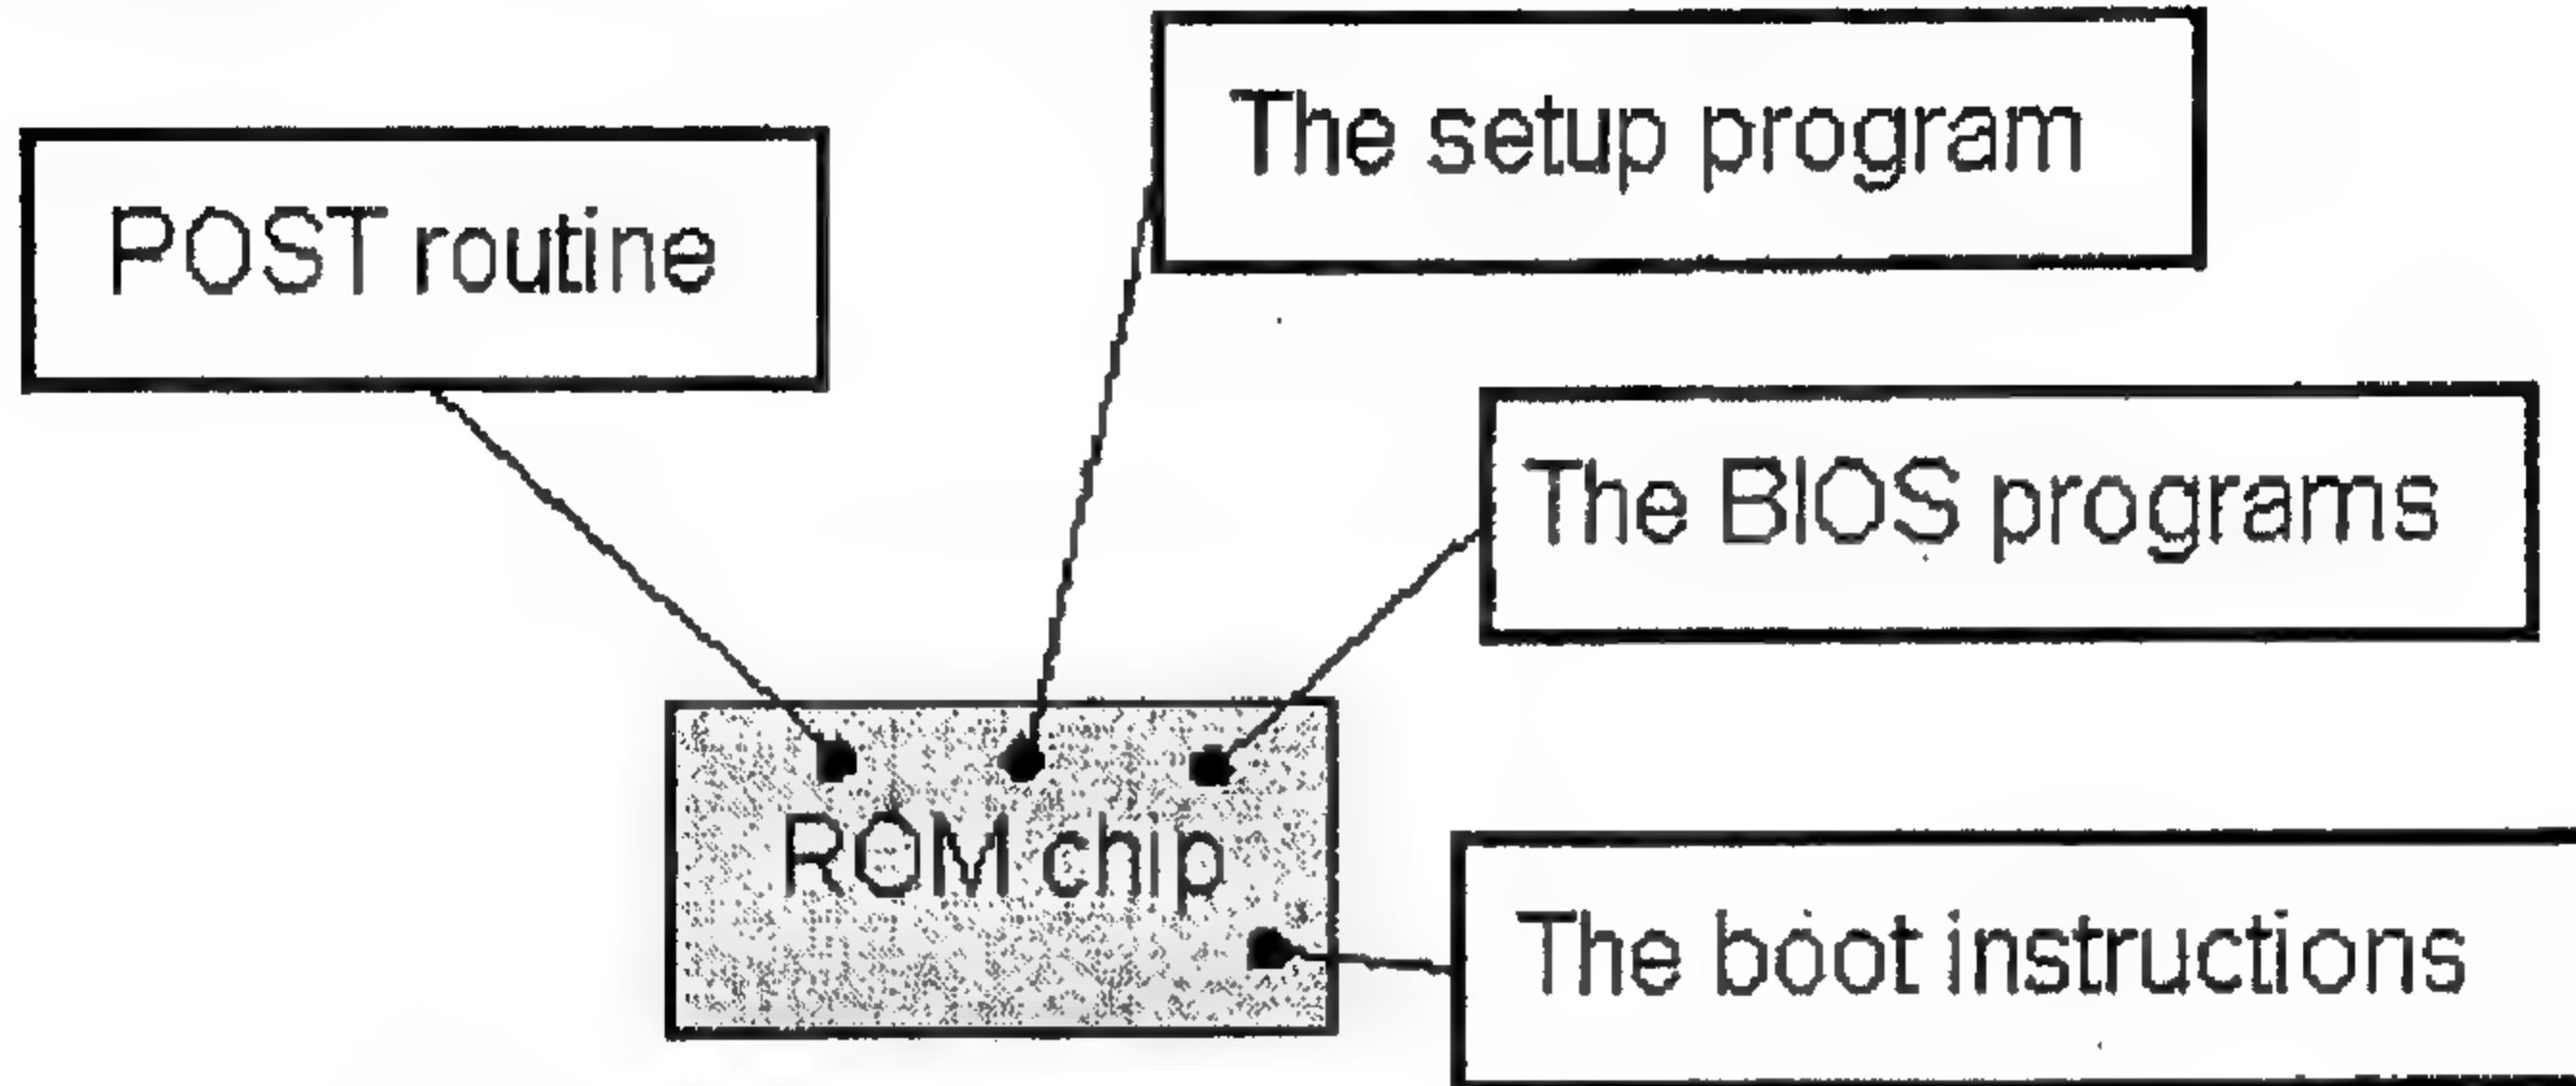 The setup program
POST routine
The BIOS programs
ROM chip
The boot instructions